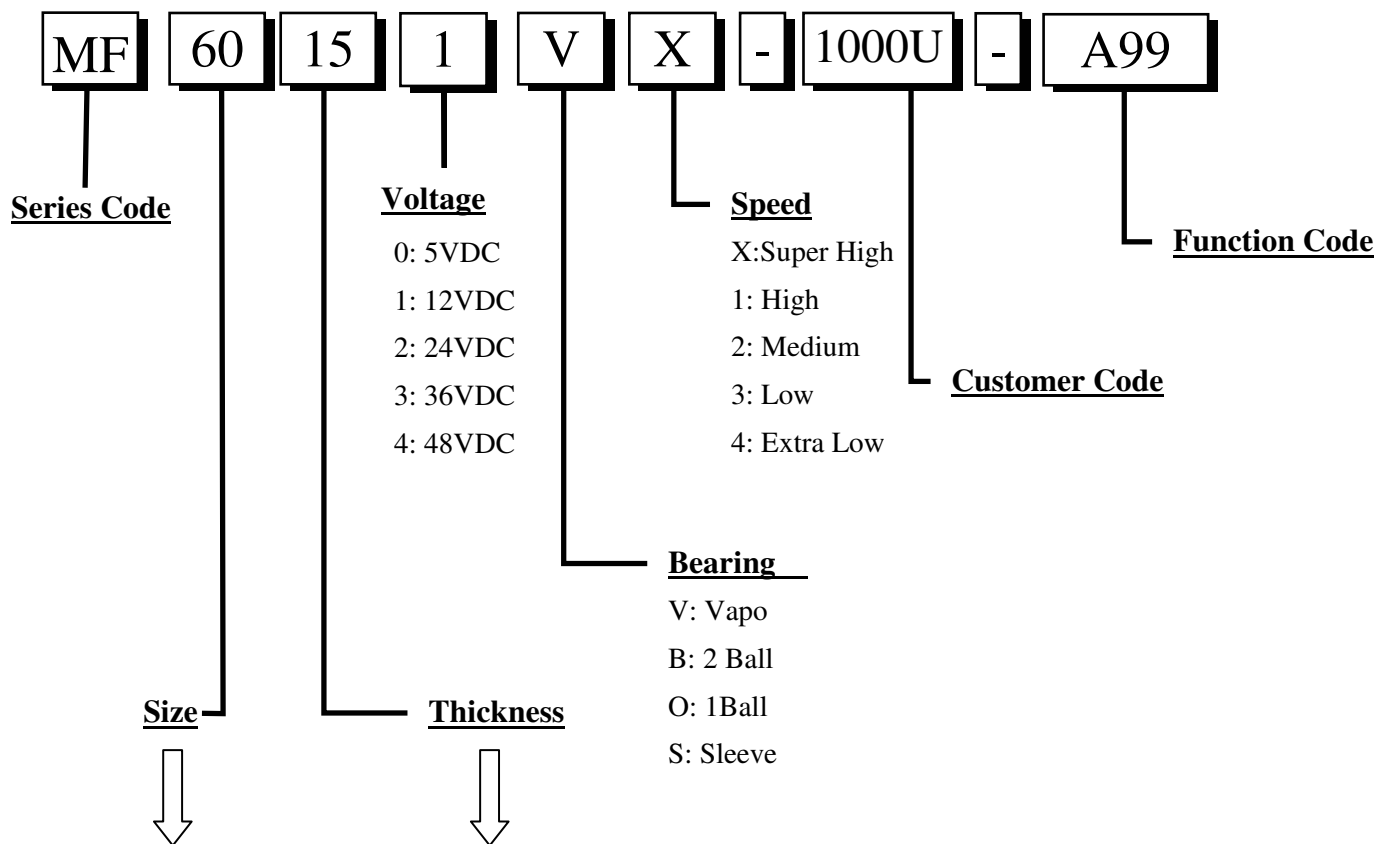 MF 60 15 1 V X - 1000U - A99
Series Code
Voltage
0: 5VDC
1: 12VDC
2: 24VDC
3: 36VDC
4: 48VDC
Speed
X:Super High
1: High
2: Medium
3: Low
4: Extra Low
Function Code
Customer Code
Bearing
V: Vapo
B: 2 Ball
O: 1Ball
S: Sleeve
Size
Thickness